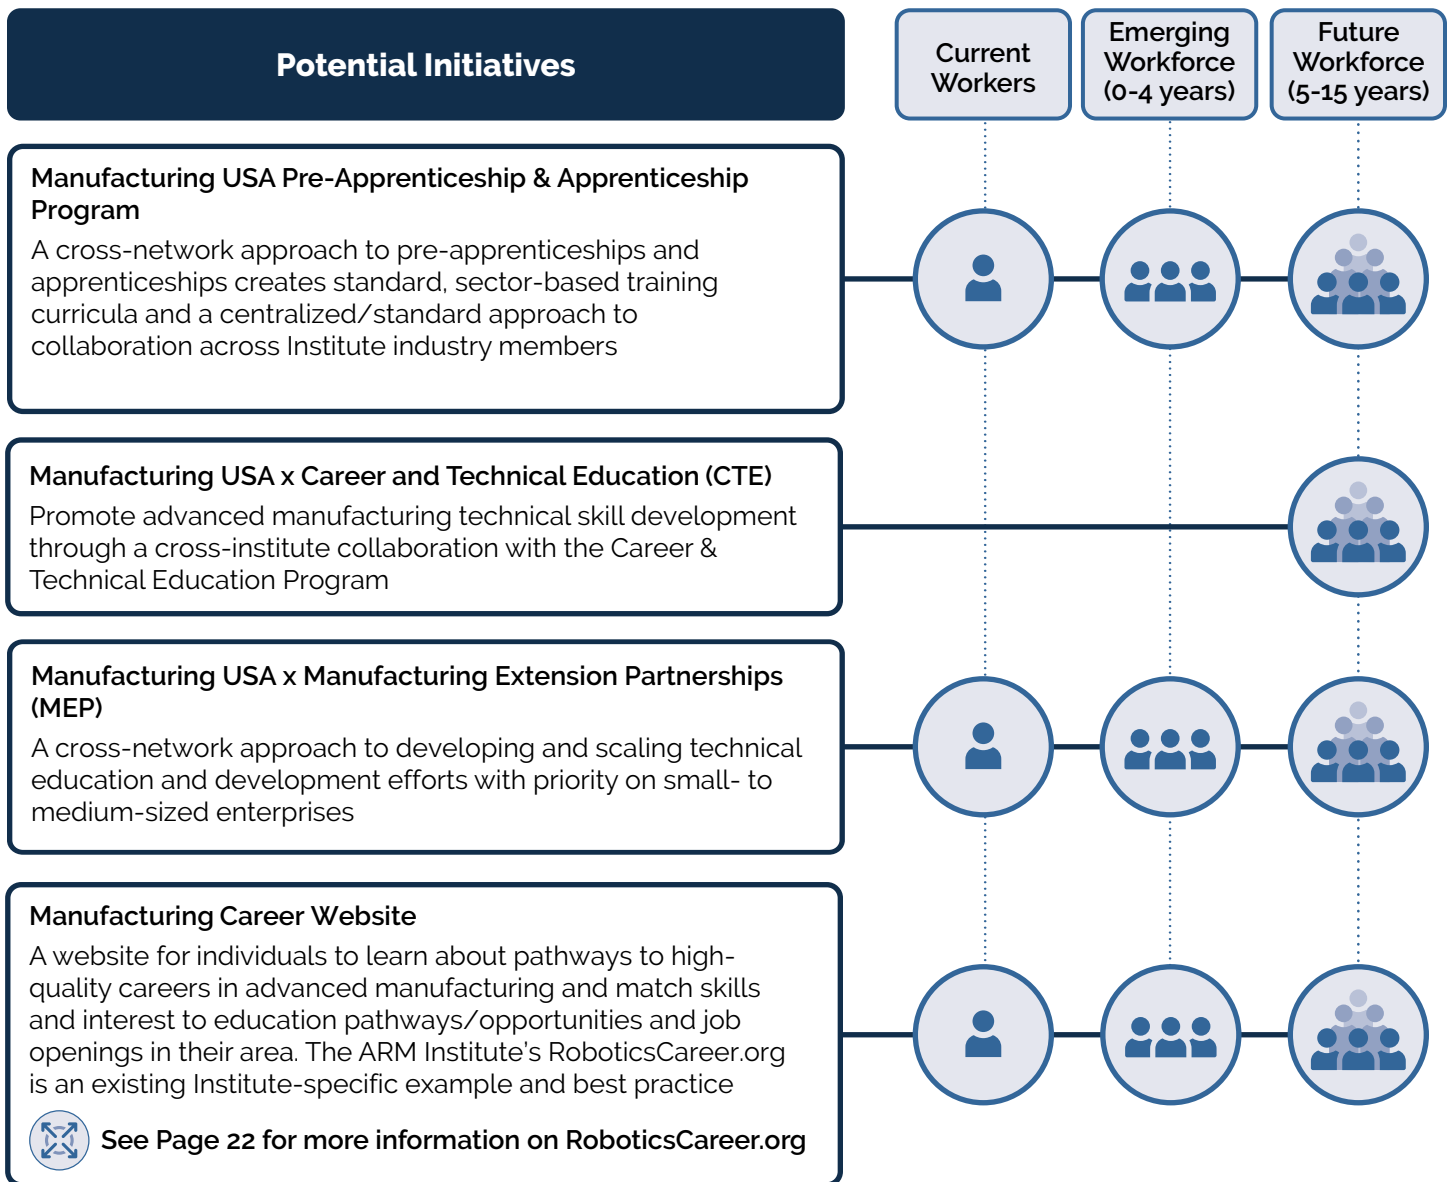 Potential Initiatives
Current
Workers
Emerging
Workforce
(0-4 years)
Future
Workforce
(5-15 years)
Manufacturing USA Pre-Apprenticeship & Apprenticeship
Program
A cross-network approach to pre-apprenticeships and
apprenticeships creates standard, sector-based training
curricula and a centralized/standard approach to
collaboration across Institute industry members
Manufacturing USA x Career and Technical Education (CTE)
Promote advanced manufacturing technical skill development
through a cross-institute collaboration with the Career &
Technical Education Program
Manufacturing USA x Manufacturing Extension Partnerships
(MEP)
A cross-network approach to developing and scaling technical
education and development efforts with priority on small- to
medium-sized enterprises
Manufacturing Career Website
A website for individuals to learn about pathways to high-
quality careers in advanced manufacturing and match skills
and interest to education pathways/opportunities and job
openings in their area. The ARM Institute's RoboticsCareer.org
is an existing Institute-specific example and best practice
See Page 22 for more information on RoboticsCareer.org